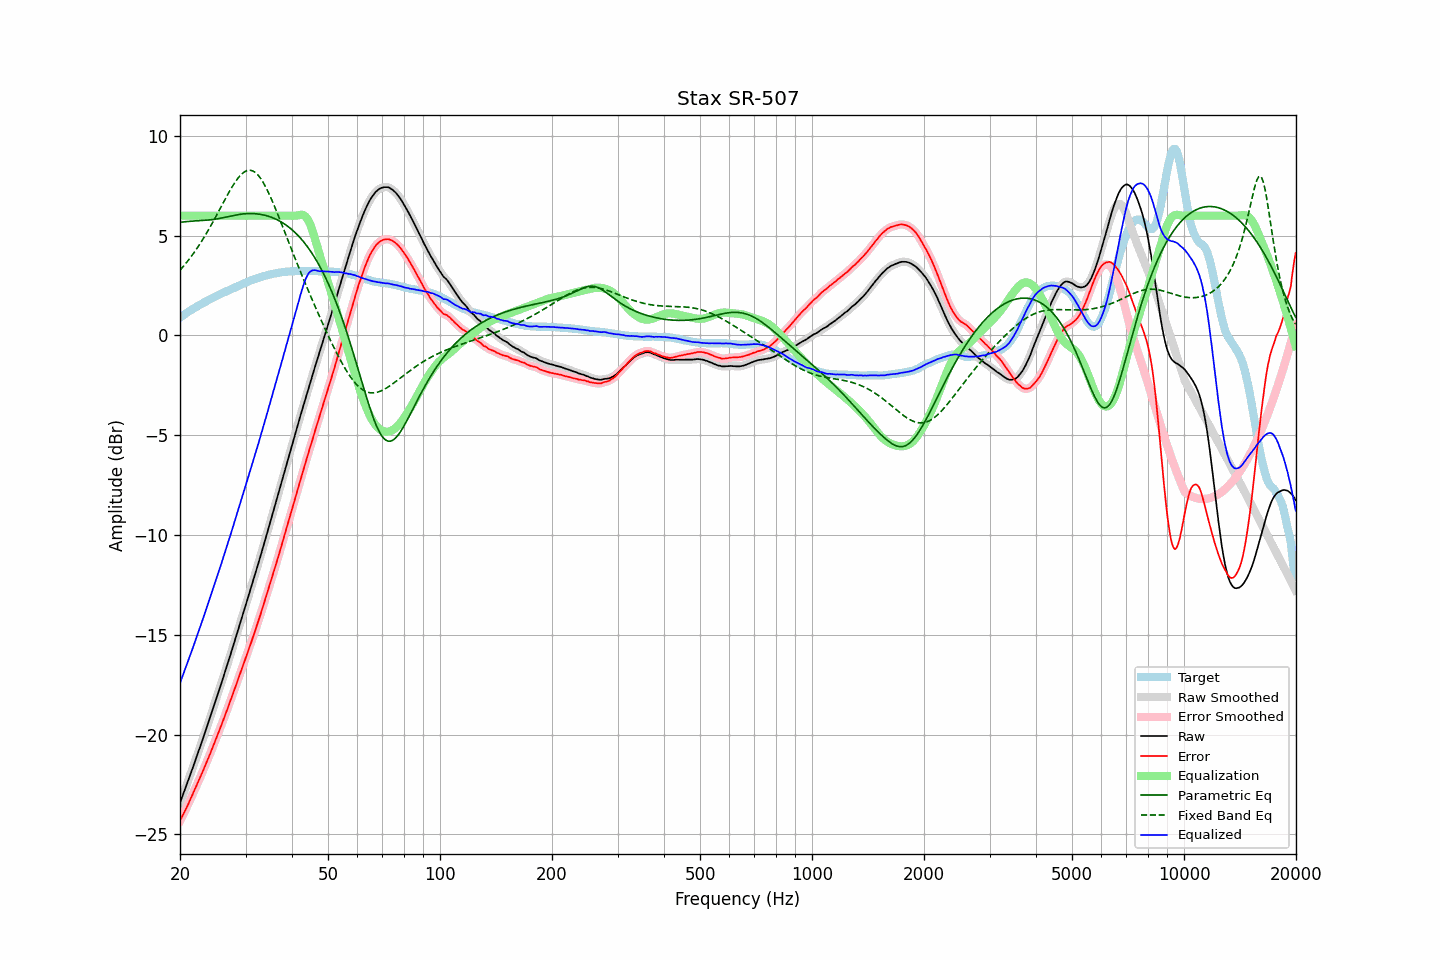 Stax SR-507
10
5
0
−5
−10
−15
−20
−25
Amplitude (dBr)
20
50
100
200
500
1000
2000
5000
10000
20000
Frequency (Hz)
Target
Raw Smoothed
Error Smoothed
Raw
Error
Equalization
Parametric Eq
Fixed Band Eq
Equalized